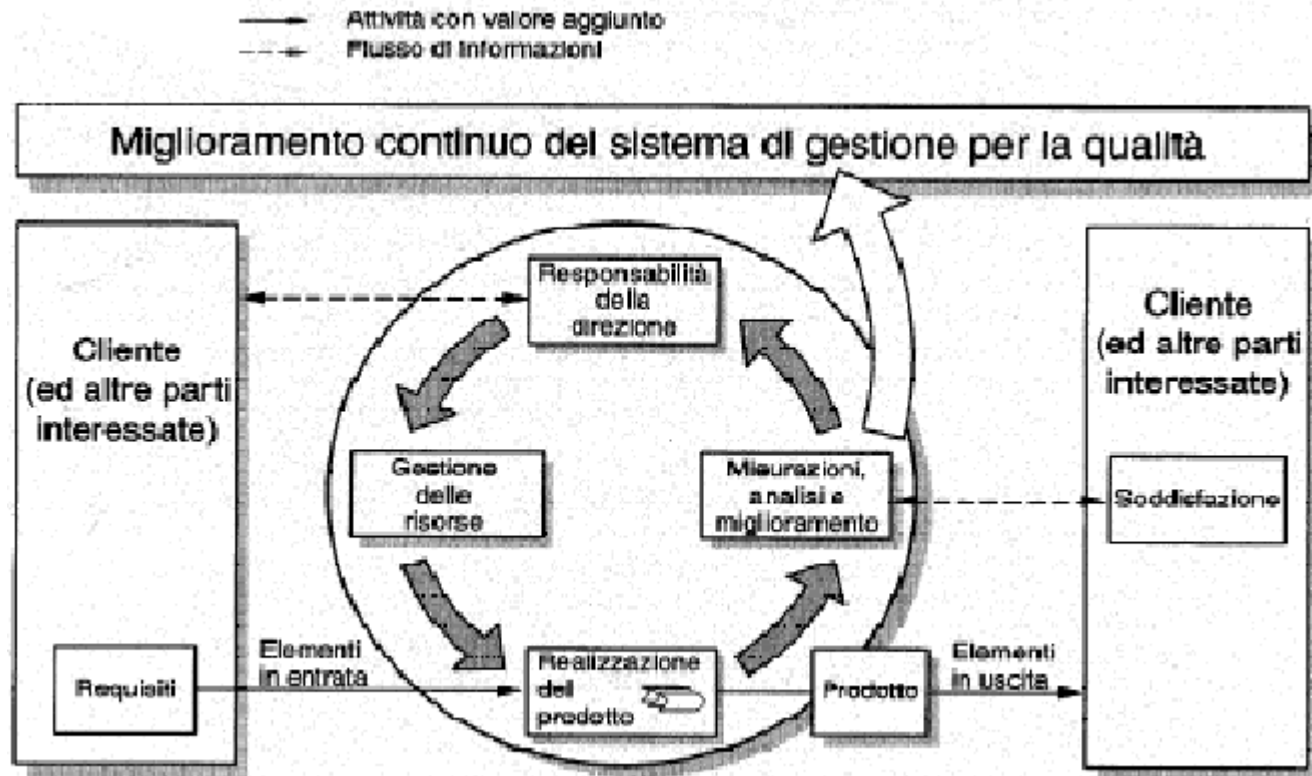 Attività con valore aggiunto
Flusso di informazioni
Miglioramento continuo del sistema di gestione per la qualità
Cliente
(ed altre parti
interessate)
Requisiti
Elementi
in entrata
Responsabilità
della
direzione
Gestione
delle
risorse
Misurazioni,
analisi e
miglioramento
Realizzazione
del
prodotto
Prodotto
Elementi
in uscita
Cliente
(ed altre parti
interessate)
Soddisfazione